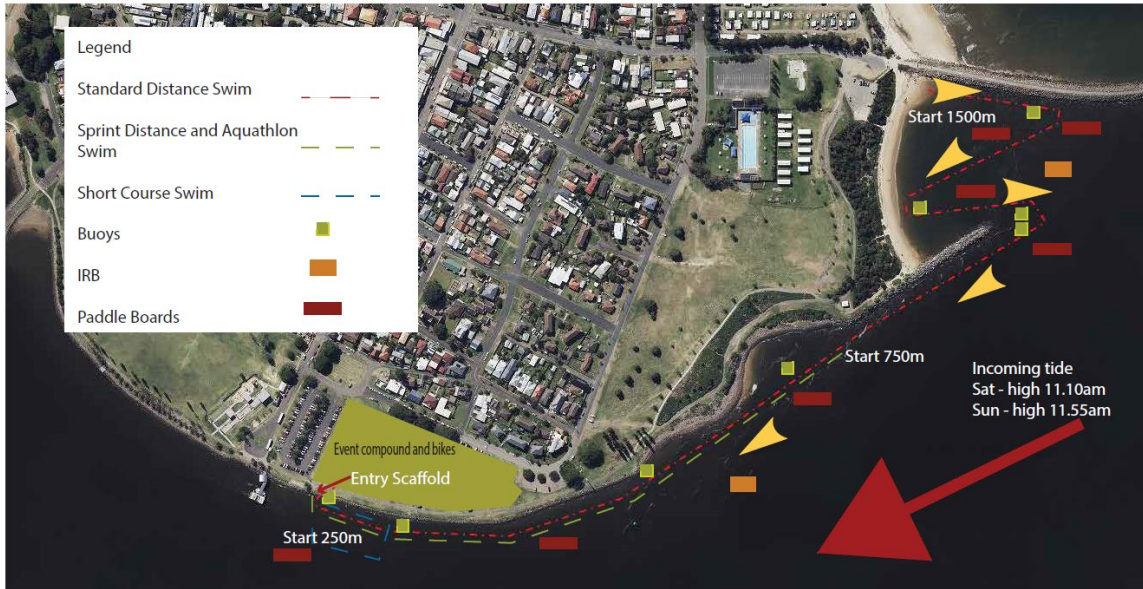 Legend
Standard Distance Swim
Sprint Distance and Aquathlon
Swim
Short Course Swim
Buoys
IRB
Paddle Boards
Start 1500m
Start 750m
Incoming tide
Sat - high 11.10am
Sun - high 11.55am
Event compound and bikes
Entry Scaffold
Start 250m